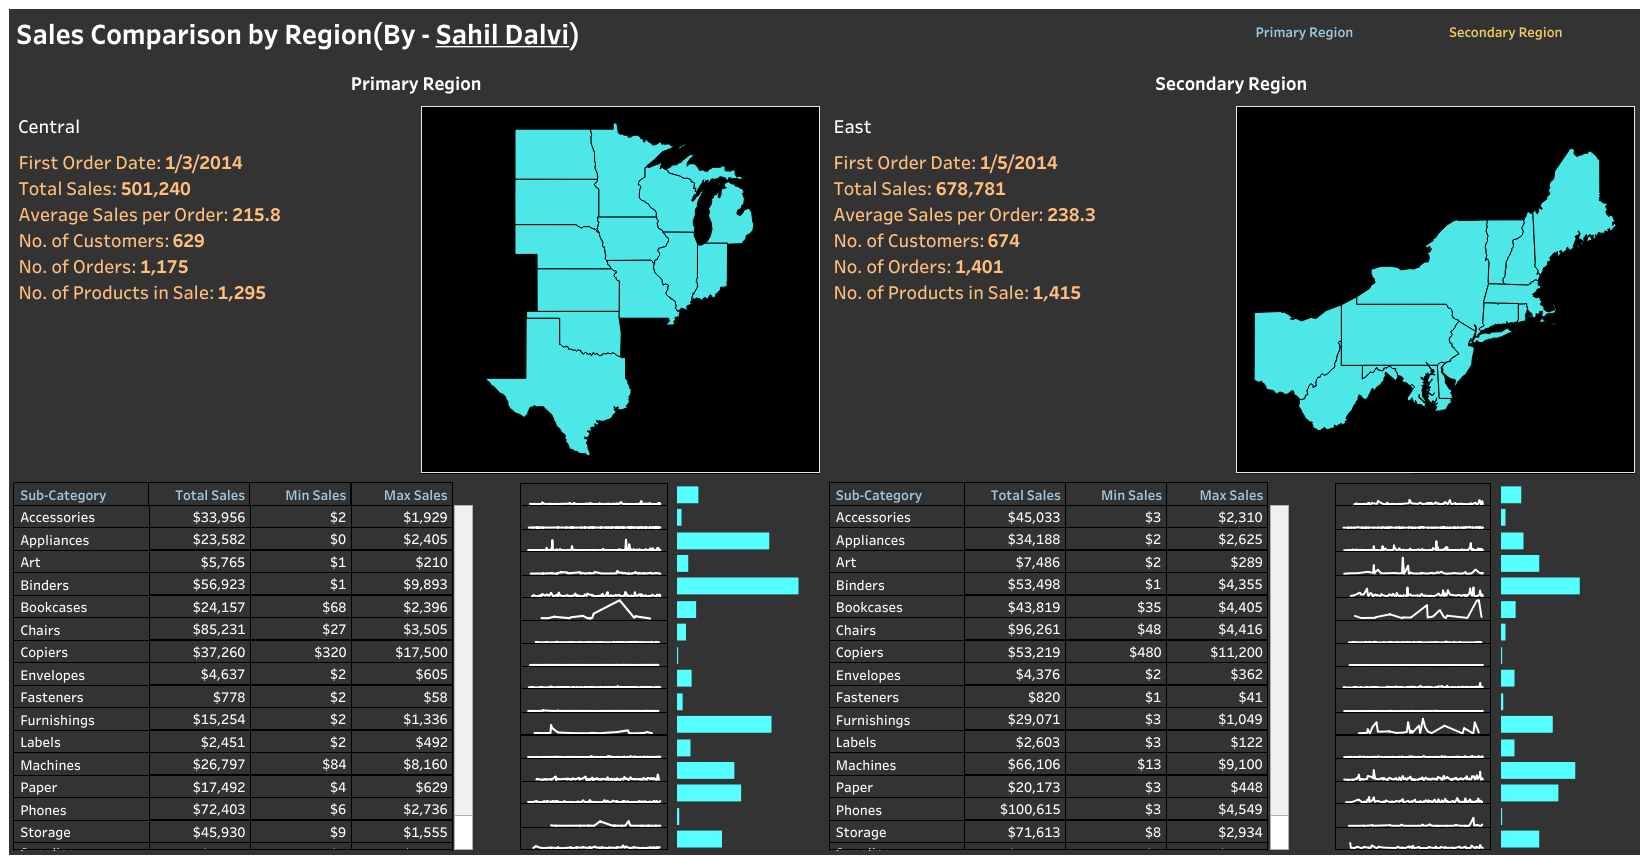 Sales Comparison by Region(By - Sahil Dalvi)
Primary Region
Secondary Region
Primary Region
Central
First Order Date: 1/3/2014
Total Sales: 501,240
Average Sales per Order: 215.8
No. of Customers: 629
No. of Orders: 1,175
No. of Products in Sale: 1,295
Secondary Region
East
First Order Date: 1/5/2014
Total Sales: 678,781
Average Sales per Order: 238.3
No. of Customers: 674
No. of Orders: 1,401
No. of Products in Sale: 1,415
Sub-Category Total Sales Min Sales Max Sales
Accessories $33,956 $2 $1,929
Appliances $23,582 $0 $2,405
Art $5,765 $1 $210
Binders $56,923 $1 $9,893
Bookcases $24,157 $68 $2,396
Chairs $85,231 $27 $3,505
Copiers $37,260 $320 $17,500
Envelopes $4,637 $2 $605
Fasteners $778 $2 $58
Furnishings $15,254 $2 $1,336
Labels $2,451 $2 $492
Machines $26,797 $84 $8,160
Paper $17,492 $4 $629
Phones $72,403 $6 $2,736
Storage $45,930 $9 $1,555
Sub-Category Total Sales Min Sales Max Sales
Accessories $45,033 $3 $2,310
Appliances $34,188 $2 $2,625
Art $7,486 $2 $289
Binders $53,498 $1 $4,355
Bookcases $43,819 $35 $4,405
Chairs $96,261 $48 $4,416
Copiers $53,219 $480 $11,200
Envelopes $4,376 $2 $362
Fasteners $820 $1 $41
Furnishings $29,071 $3 $1,049
Labels $2,603 $3 $122
Machines $66,106 $13 $9,100
Paper $20,173 $3 $448
Phones $100,615 $3 $4,549
Storage $71,613 $8 $2,934